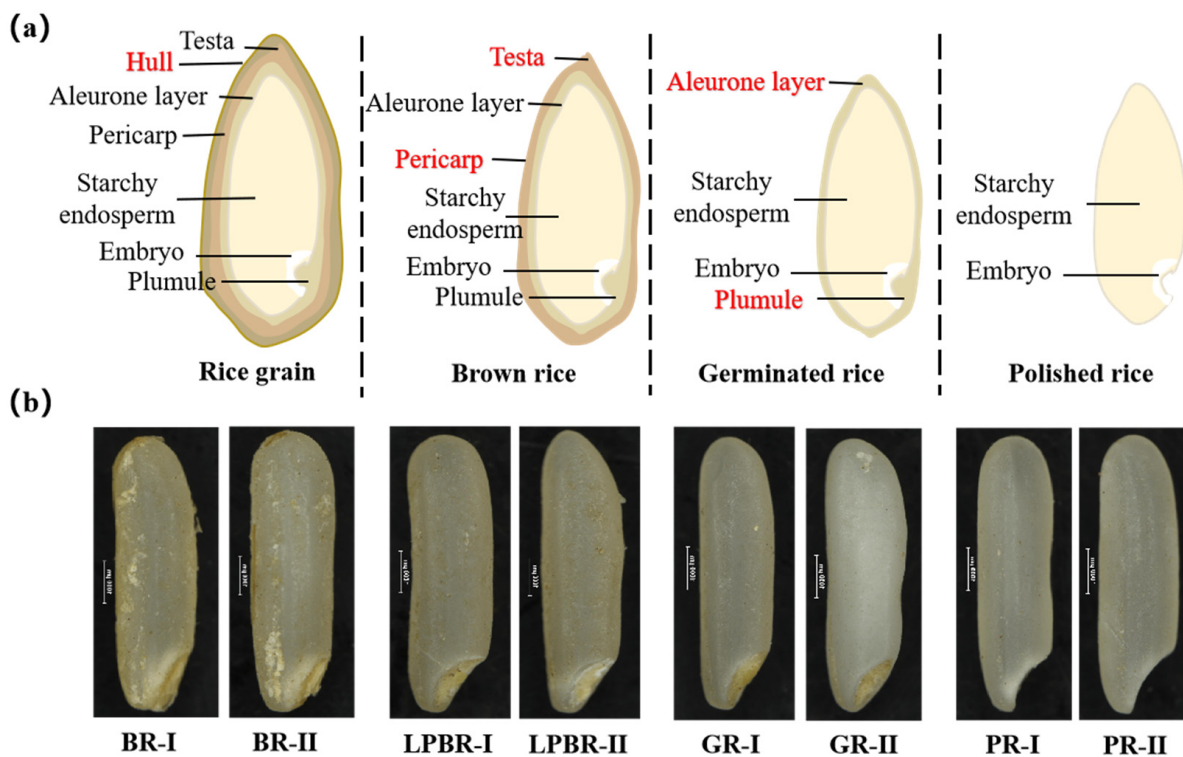 (a)
Testa
Hull
Aleurone layer
Pericarp
Starchy
endosperm
Embryo
Plumule
Rice grain
Testa
Aleurone layer
Pericarp
Starchy
endosperm
Embryo
Plumule
Brown rice
Aleurone layer
Starchy
endosperm
Embryo
Plumule
Germinated rice
Starchy
endosperm
Embryo
Polished rice
(b)
BR-I
BR-II
LPBR-I
LPBR-II
GR-I
GR-II
PR-I
PR-II